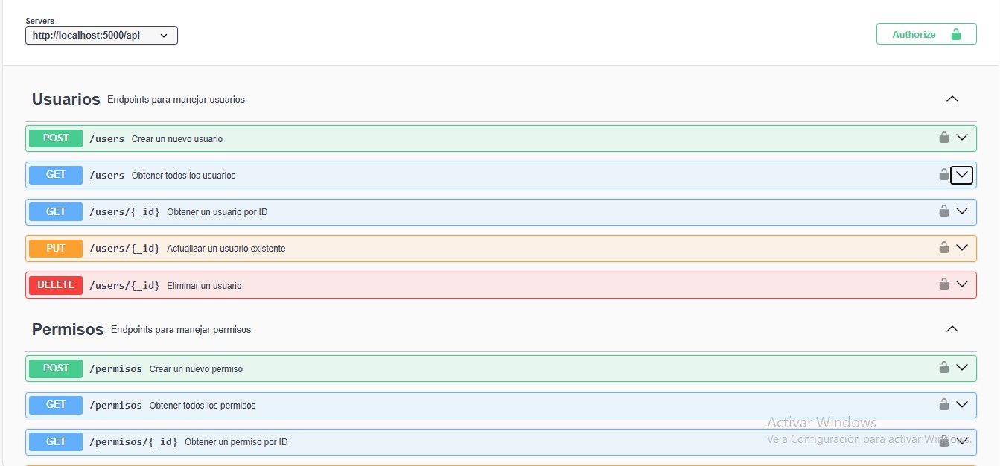 Servers
http://localhost:5000/api
Authorize
Usuarios Endpoints para manejar usuarios
POST /users Crear un nuevo usuario
GET /users Obtener todos los usuarios
GET /users/{_id} Obtener un usuario por ID
PUT /users/{_id} Actualizar un usuario existente
DELETE /users/{_id} Eliminar un usuario
Permisos Endpoints para manejar permisos
POST /permisos Crear un nuevo permiso
GET /permisos Obtener todos los permisos
Activar Windows
Ve a Configuración para activar Windows.
GET /permisos/{_id} Obtener un permiso por ID